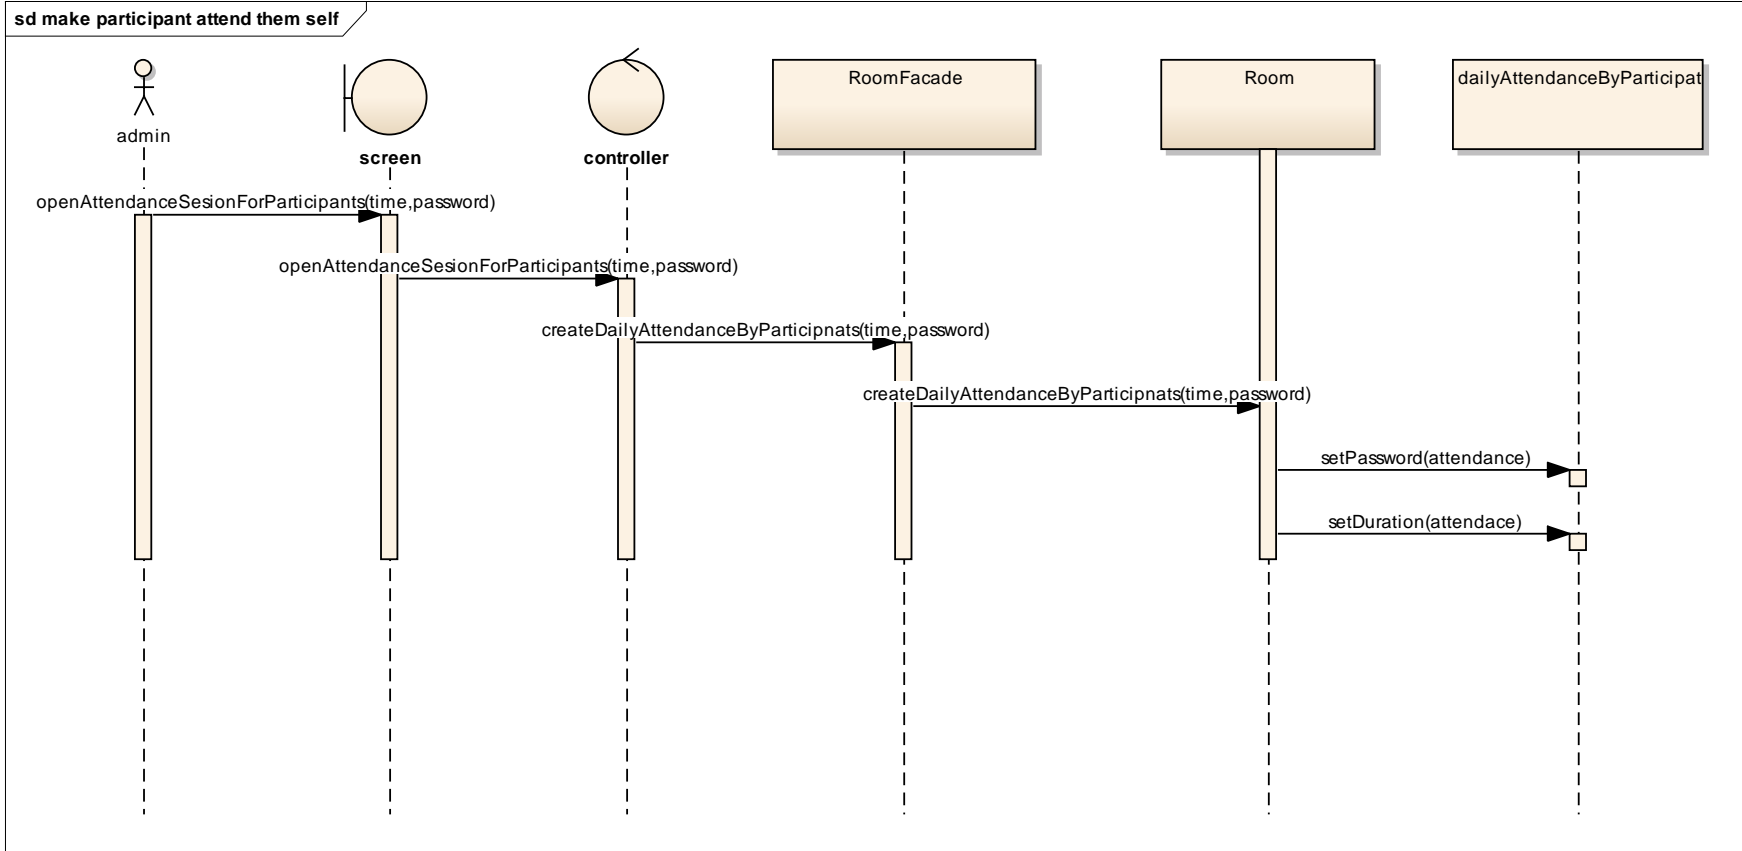 sd make participant attend them self
admin
screen
controller
RoomFacade
Room
dailyAttendanceByParticipat
openAttendanceSesionForParticipants(time,password)
openAttendanceSesionForParticipants(time,password)
createDailyAttendanceByParticipnats(time,password)
createDailyAttendanceByParticipnats(time,password)
setPassword(attendance)
setDuration(attendace)